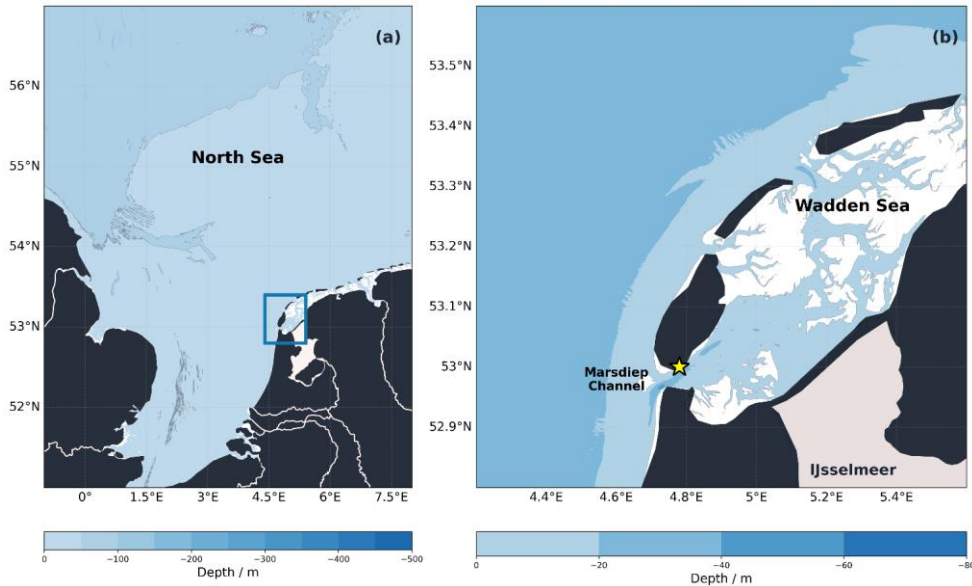 (a)
North Sea
56°N
55°N
54°N
53°N
52°N
0° 1.5°E 3°E 4.5°E 6°E 7.5°E
0 −100 −200 −300 −400 −500
Depth / m
(b)
Wadden Sea
Marsdiep
Channel
IJsselmeer
53.5°N
53.4°N
53.3°N
53.2°N
53.1°N
53°N
52.9°N
4.4°E 4.6°E 4.8°E 5°E 5.2°E 5.4°E
0 −20 −40 −60 −80
Depth / m